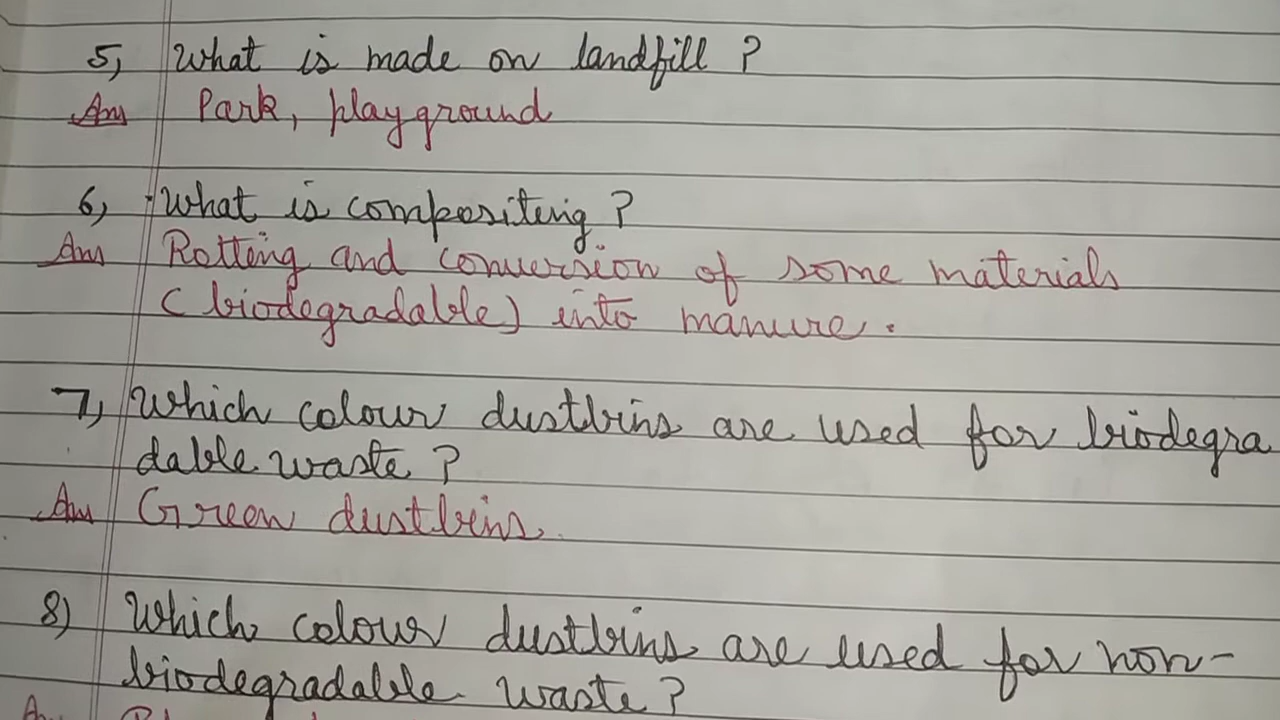 5, What is made on landfill ?
Ans Park, playground
6, What is compositeing ?
Ans Rotting and conversion of some materials
(biodegradable) into manure.
7, Which colour dustbins are used for biodegra
dable waste ?
Ans Green dustbins.
8) Which colour dustbins are used for non-
biodegradable waste ?
Ans